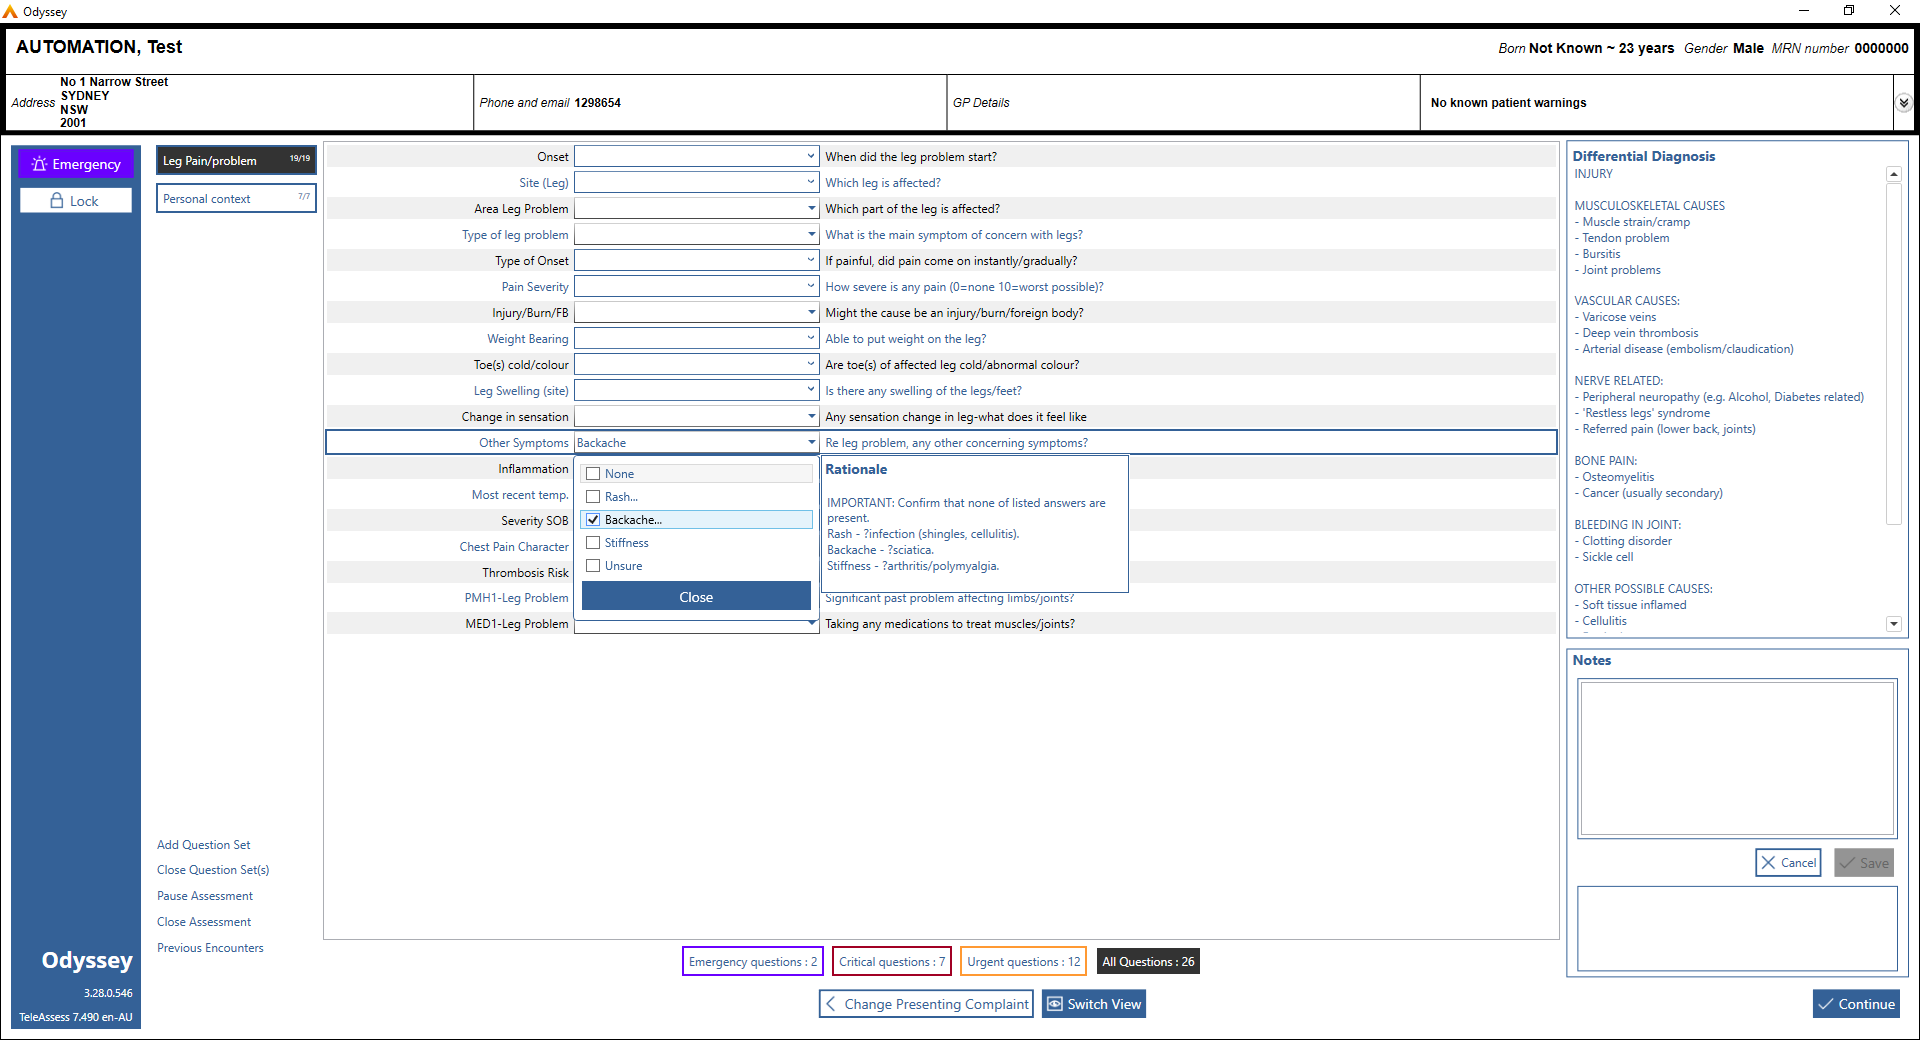 Odyssey
AUTOMATION, Test
Born Not Known ~ 23 years Gender Male MRN number 0000000
Address
No 1 Narrow Street
SYDNEY
NSW
2001
Phone and email 1298654
GP Details
No known patient warnings
Emergency
Lock
Leg Pain/problem 19/19
Personal context 7/7
Onset When did the leg problem start?
Site (Leg) Which leg is affected?
Area Leg Problem Which part of the leg is affected?
Type of leg problem What is the main symptom of concern with legs?
Type of Onset If painful, did pain come on instantly/gradually?
Pain Severity How severe is any pain (0=none 10=worst possible)?
Injury/Burn/FB Might the cause be an injury/burn/foreign body?
Weight Bearing Able to put weight on the leg?
Toe(s) cold/colour Are toe(s) of affected leg cold/abnormal colour?
Leg Swelling (site) Is there any swelling of the legs/feet?
Change in sensation Any sensation change in leg-what does it feel like
Other Symptoms Backache Re leg problem, any other concerning symptoms?
Inflammation
Most recent temp.
Severity SOB
Chest Pain Character
Thrombosis Risk
PMH1-Leg Problem Significant past problem affecting limbs/joints?
MED1-Leg Problem Taking any medications to treat muscles/joints?
None
Rash...
Backache...
Stiffness
Unsure
Close
Rationale
IMPORTANT: Confirm that none of listed answers are
present.
Rash - ?infection (shingles, cellulitis).
Backache - ?sciatica.
Stiffness - ?arthritis/polymyalgia.
Differential Diagnosis
INJURY
MUSCULOSKELETAL CAUSES
- Muscle strain/cramp
- Tendon problem
- Bursitis
- Joint problems
VASCULAR CAUSES:
- Varicose veins
- Deep vein thrombosis
- Arterial disease (embolism/claudication)
NERVE RELATED:
- Peripheral neuropathy (e.g. Alcohol, Diabetes related)
- 'Restless legs' syndrome
- Referred pain (lower back, joints)
BONE PAIN:
- Osteomyelitis
- Cancer (usually secondary)
BLEEDING IN JOINT:
- Clotting disorder
- Sickle cell
OTHER POSSIBLE CAUSES:
- Soft tissue inflamed
- Cellulitis
Notes
Cancel
Save
Add Question Set
Close Question Set(s)
Pause Assessment
Close Assessment
Previous Encounters
Odyssey
3.28.0.546
TeleAssess 7.490 en-AU
Emergency questions : 2
Critical questions : 7
Urgent questions : 12
All Questions : 26
Change Presenting Complaint
Switch View
Continue